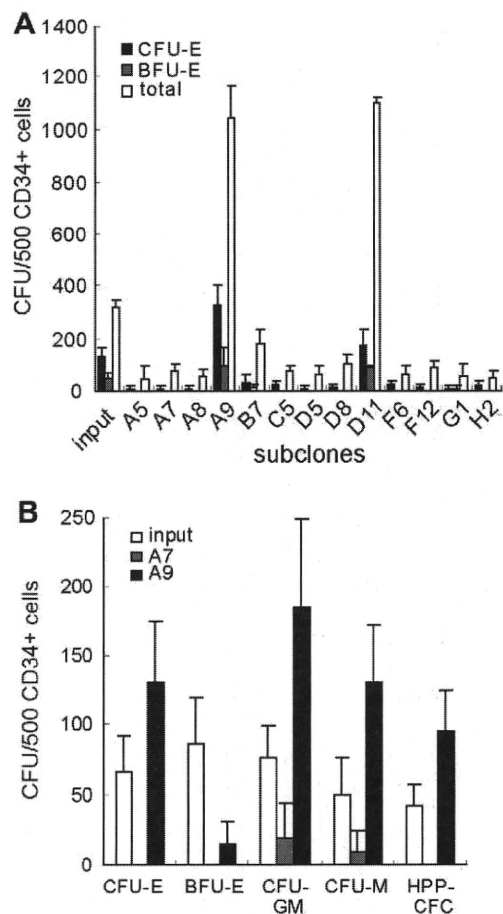 A
1400
1200
1000
800
600
400
200
0
CFU/500 CD34+ cells
CFU-E
BFU-E
total
input A5 A7 A8 A9 B7 C5 D5 D8 D11 F6 F12 G1 H2
subclones
B
250
200
150
100
50
0
CFU/500 CD34+ cells
input
A7
A9
CFU-E BFU-E CFU- CFU-M HPP-
GM CFC